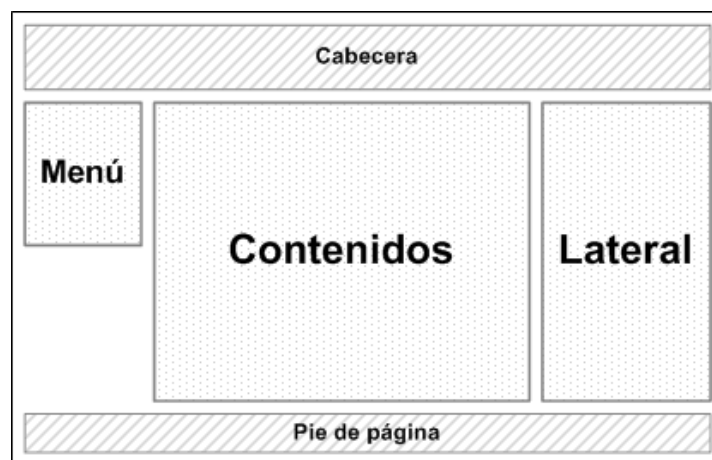 Cabecera
Menú
Contenidos
Lateral
Pie de página